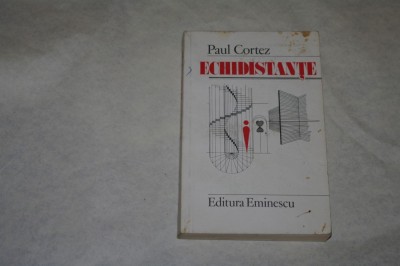 Paul Cortez
ECHIDISTANȚE
Editura Eminescu